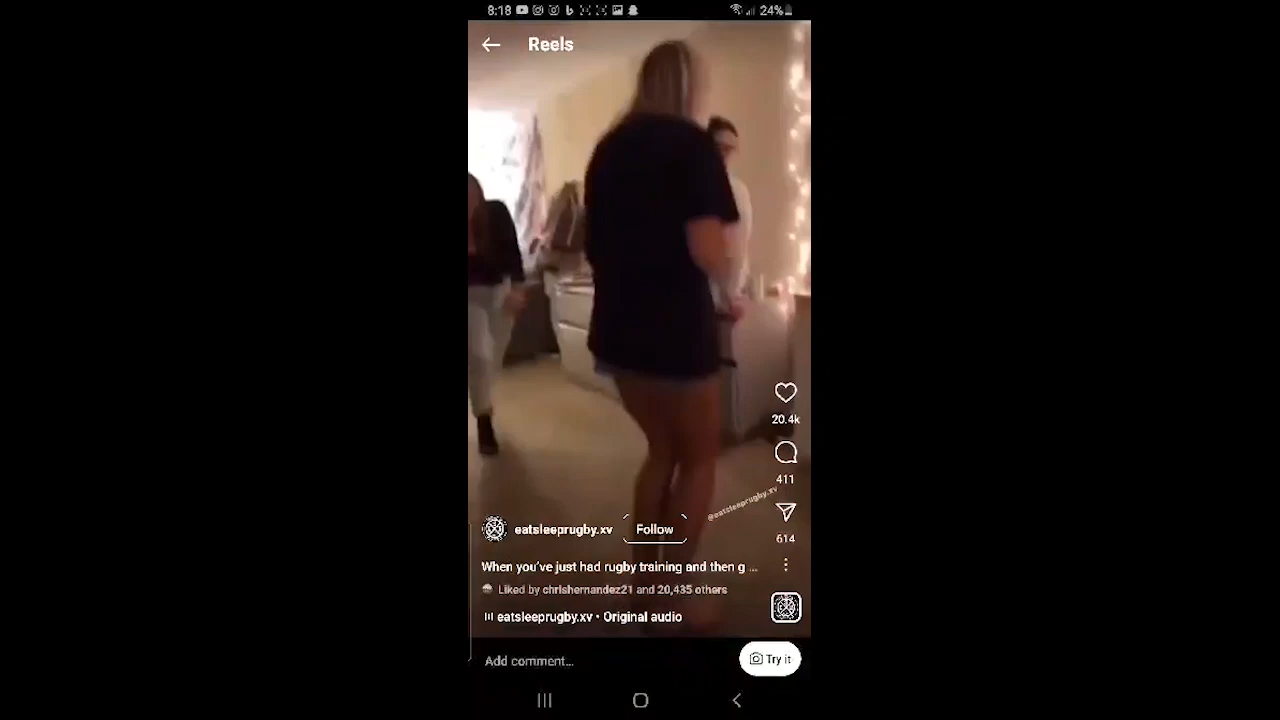 8:18
24%
Reels
20.4k
411
@eatsleeprugby.xv
614
eatsleeprugby.xv
Follow
When you've just had rugby training and then g ...
Liked by chrishernandez21 and 20,435 others
eatsleeprugby.xv • Original audio
Add comment...
Try it